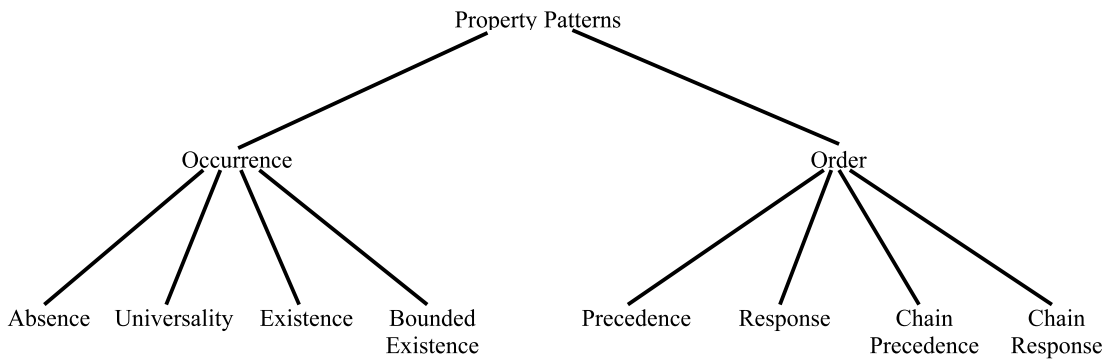 Property Patterns
Occurrence
Order
Absence
Universality
Existence
Bounded
Existence
Precedence
Response
Chain
Precedence
Chain
Response